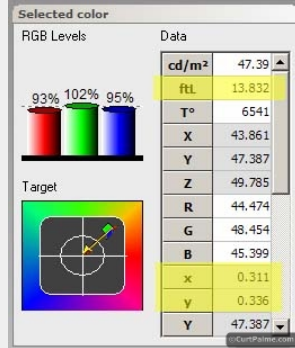 Selected color
RGB Levels
Data
93% 102% 95%
cd/m² 47.39
ftL 13.832
T° 6541
X 43.861
Y 47.387
Z 49.785
R 44.474
G 48.454
B 45.399
x 0.311
y 0.336
Y 47.387
Target
©CurtPalme.com